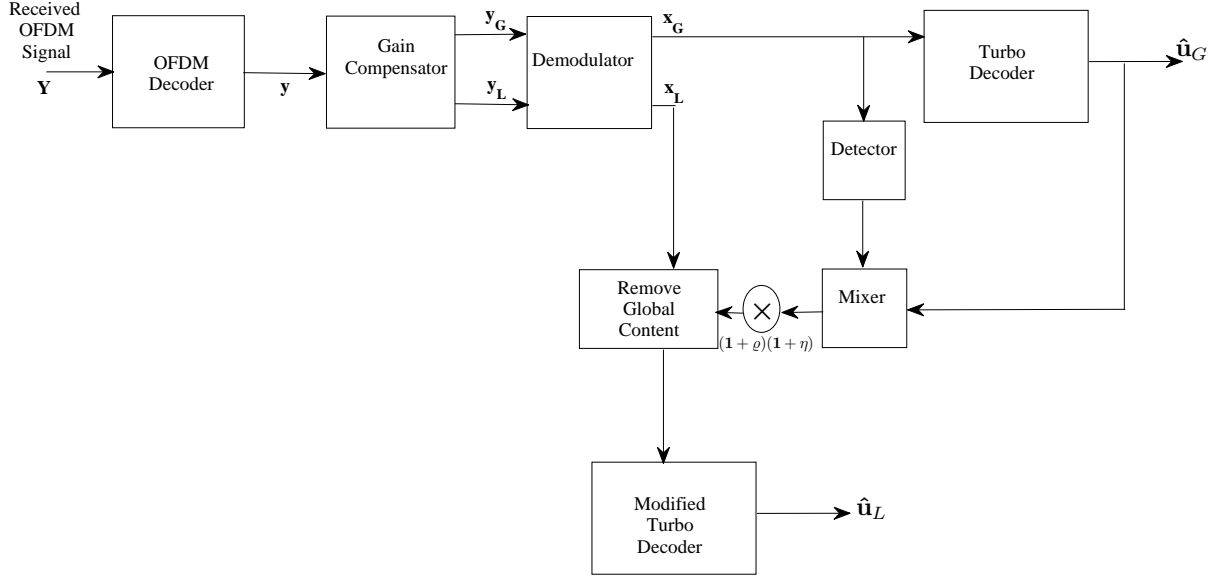 Received
OFDM
Signal
Y
OFDM
Decoder
y
Gain
Compensator
y_G
y_L
Demodulator
x_G
x_L
Turbo
Decoder
û_G
Detector
Mixer
(1 + ϱ)(1 + η)
×
Remove
Global
Content
Modified
Turbo
Decoder
û_L